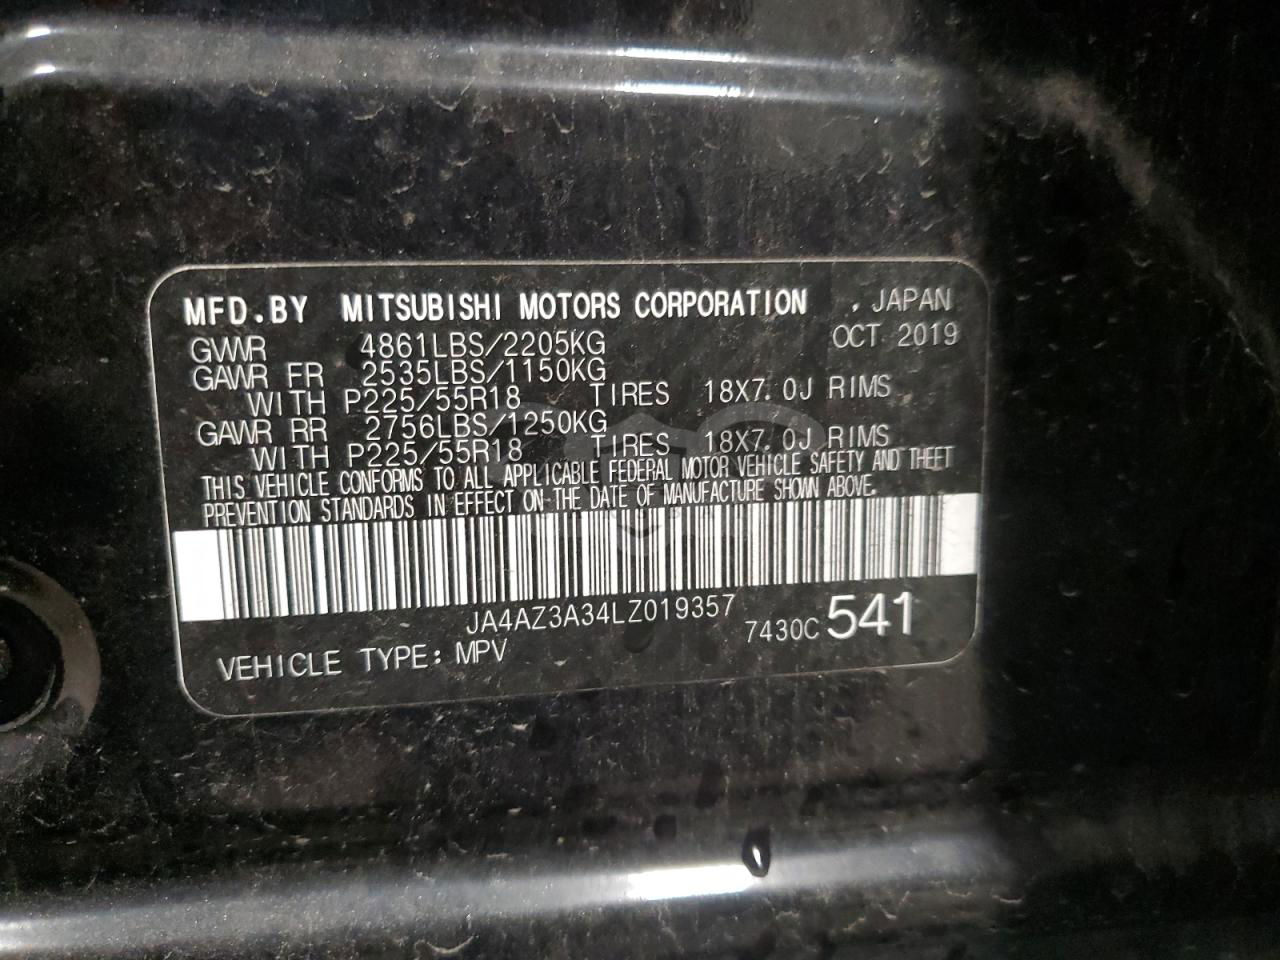 MFD.BY MITSUBISHI MOTORS CORPORATION , JAPAN
OCT 2019
GVWR 4861LBS/2205KG
GAWR FR 2535LBS/1150KG
WITH P225/55R18 TIRES 18X7.0J RIMS
GAWR RR 2756LBS/1250KG
WITH P225/55R18 TIRES 18X7.0J RIMS
THIS VEHICLE CONFORMS TO ALL APPLICABLE FEDERAL MOTOR VEHICLE SAFETY AND THEFT
PREVENTION STANDARDS IN EFFECT ON THE DATE OF MANUFACTURE SHOWN ABOVE.
JA4AZ3A34LZ019357
7430C 541
VEHICLE TYPE: MPV